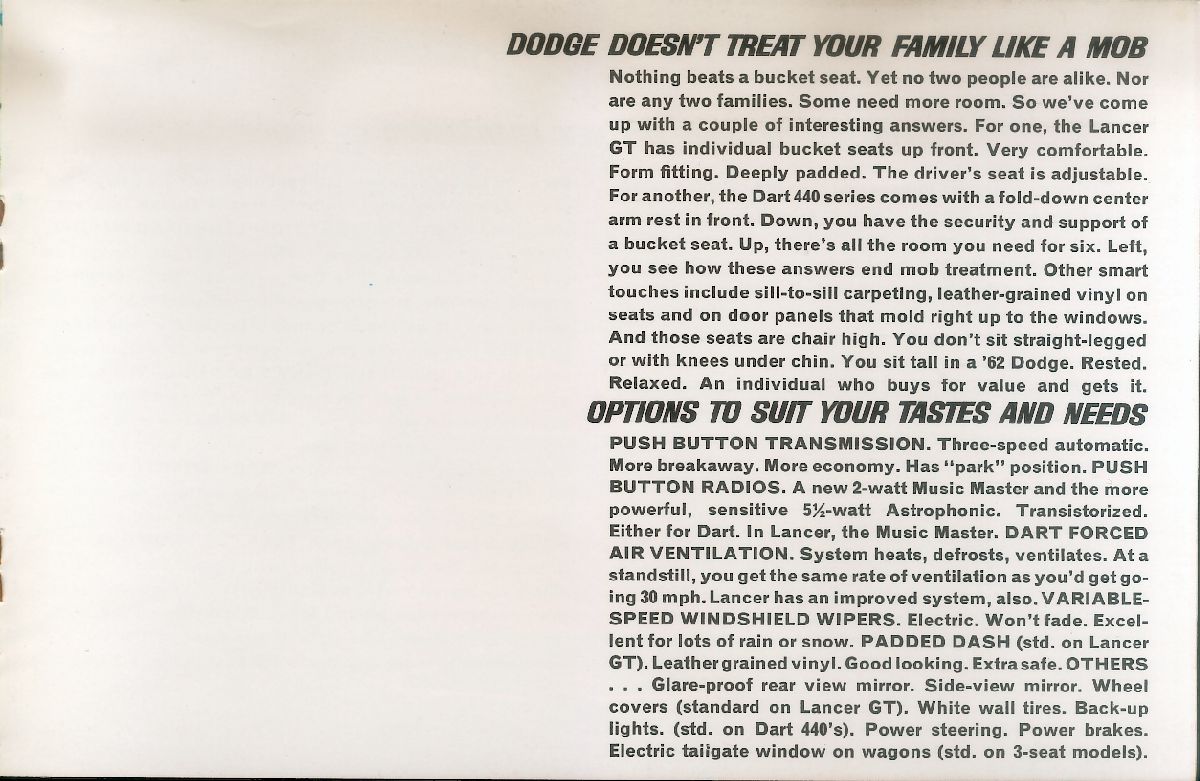 DODGE DOESN'T TREAT YOUR FAMILY LIKE A MOB
Nothing beats a bucket seat. Yet no two people are alike. Nor
are any two families. Some need more room. So we've come
up with a couple of interesting answers. For one, the Lancer
GT has individual bucket seats up front. Very comfortable.
Form fitting. Deeply padded. The driver's seat is adjustable.
For another, the Dart 440 series comes with a fold-down center
arm rest in front. Down, you have the security and support of
a bucket seat. Up, there's all the room you need for six. Left,
you see how these answers end mob treatment. Other smart
touches include sill-to-sill carpeting, leather-grained vinyl on
seats and on door panels that mold right up to the windows.
And those seats are chair high. You don't sit straight-legged
or with knees under chin. You sit tall in a '62 Dodge. Rested.
Relaxed. An individual who buys for value and gets it.
OPTIONS TO SUIT YOUR TASTES AND NEEDS
PUSH BUTTON TRANSMISSION. Three-speed automatic.
More breakaway. More economy. Has "park" position. PUSH
BUTTON RADIOS. A new 2-watt Music Master and the more
powerful, sensitive 5½-watt Astrophonic. Transistorized.
Either for Dart. In Lancer, the Music Master. DART FORCED
AIR VENTILATION. System heats, defrosts, ventilates. At a
standstill, you get the same rate of ventilation as you'd get go-
ing 30 mph. Lancer has an improved system, also. VARIABLE-
SPEED WINDSHIELD WIPERS. Electric. Won't fade. Excel-
lent for lots of rain or snow. PADDED DASH (std. on Lancer
GT). Leather grained vinyl. Good looking. Extra safe. OTHERS
. . . Glare-proof rear view mirror. Side-view mirror. Wheel
covers (standard on Lancer GT). White wall tires. Back-up
lights. (std. on Dart 440's). Power steering. Power brakes.
Electric tailgate window on wagons (std. on 3-seat models).